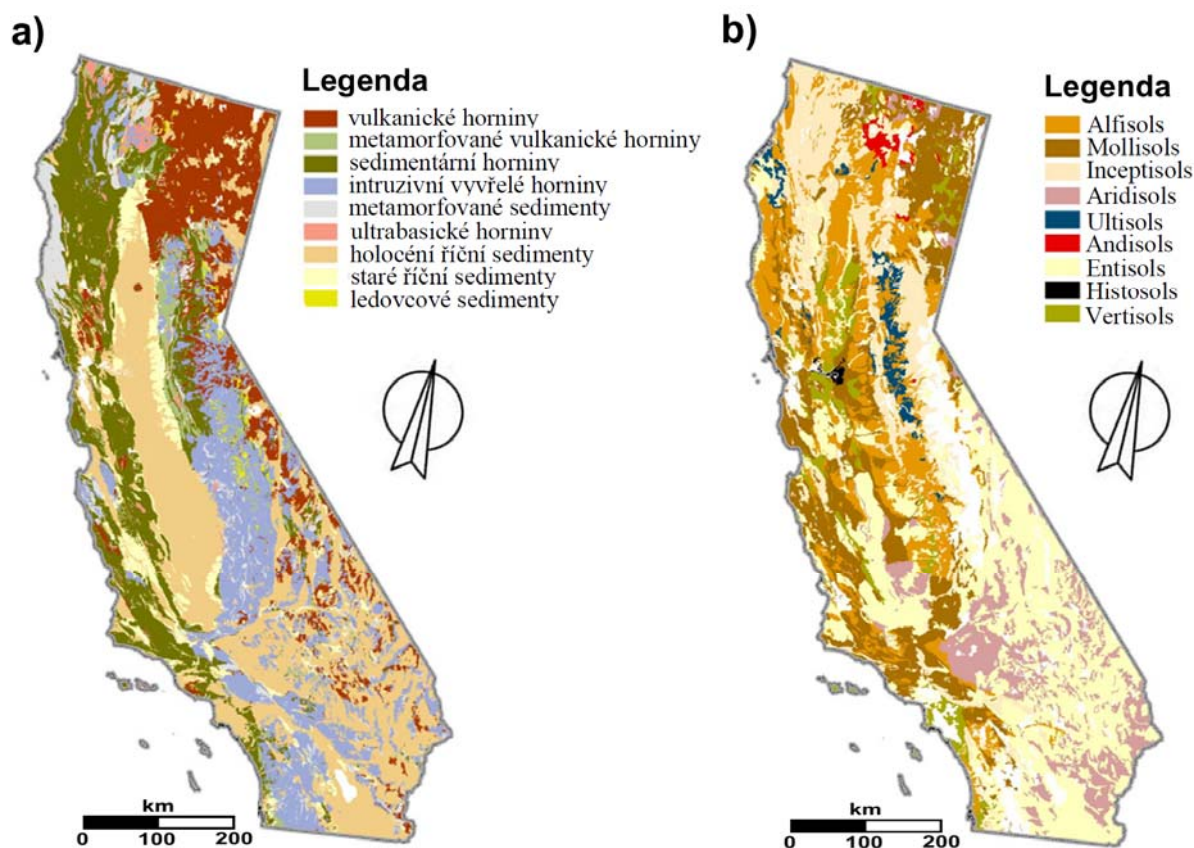 a)
Legenda
vulkanické horniny
metamorfované vulkanické horniny
sedimentární horniny
intruzivní vyvřelé horniny
metamorfované sedimenty
ultrabasické horniny
holocéní říční sedimenty
staré říční sedimenty
ledovcové sedimenty
km
0 100 200
b)
Legenda
Alfisols
Mollisols
Inceptisols
Aridisols
Ultisols
Andisols
Entisols
Histosols
Vertisols
km
0 100 200